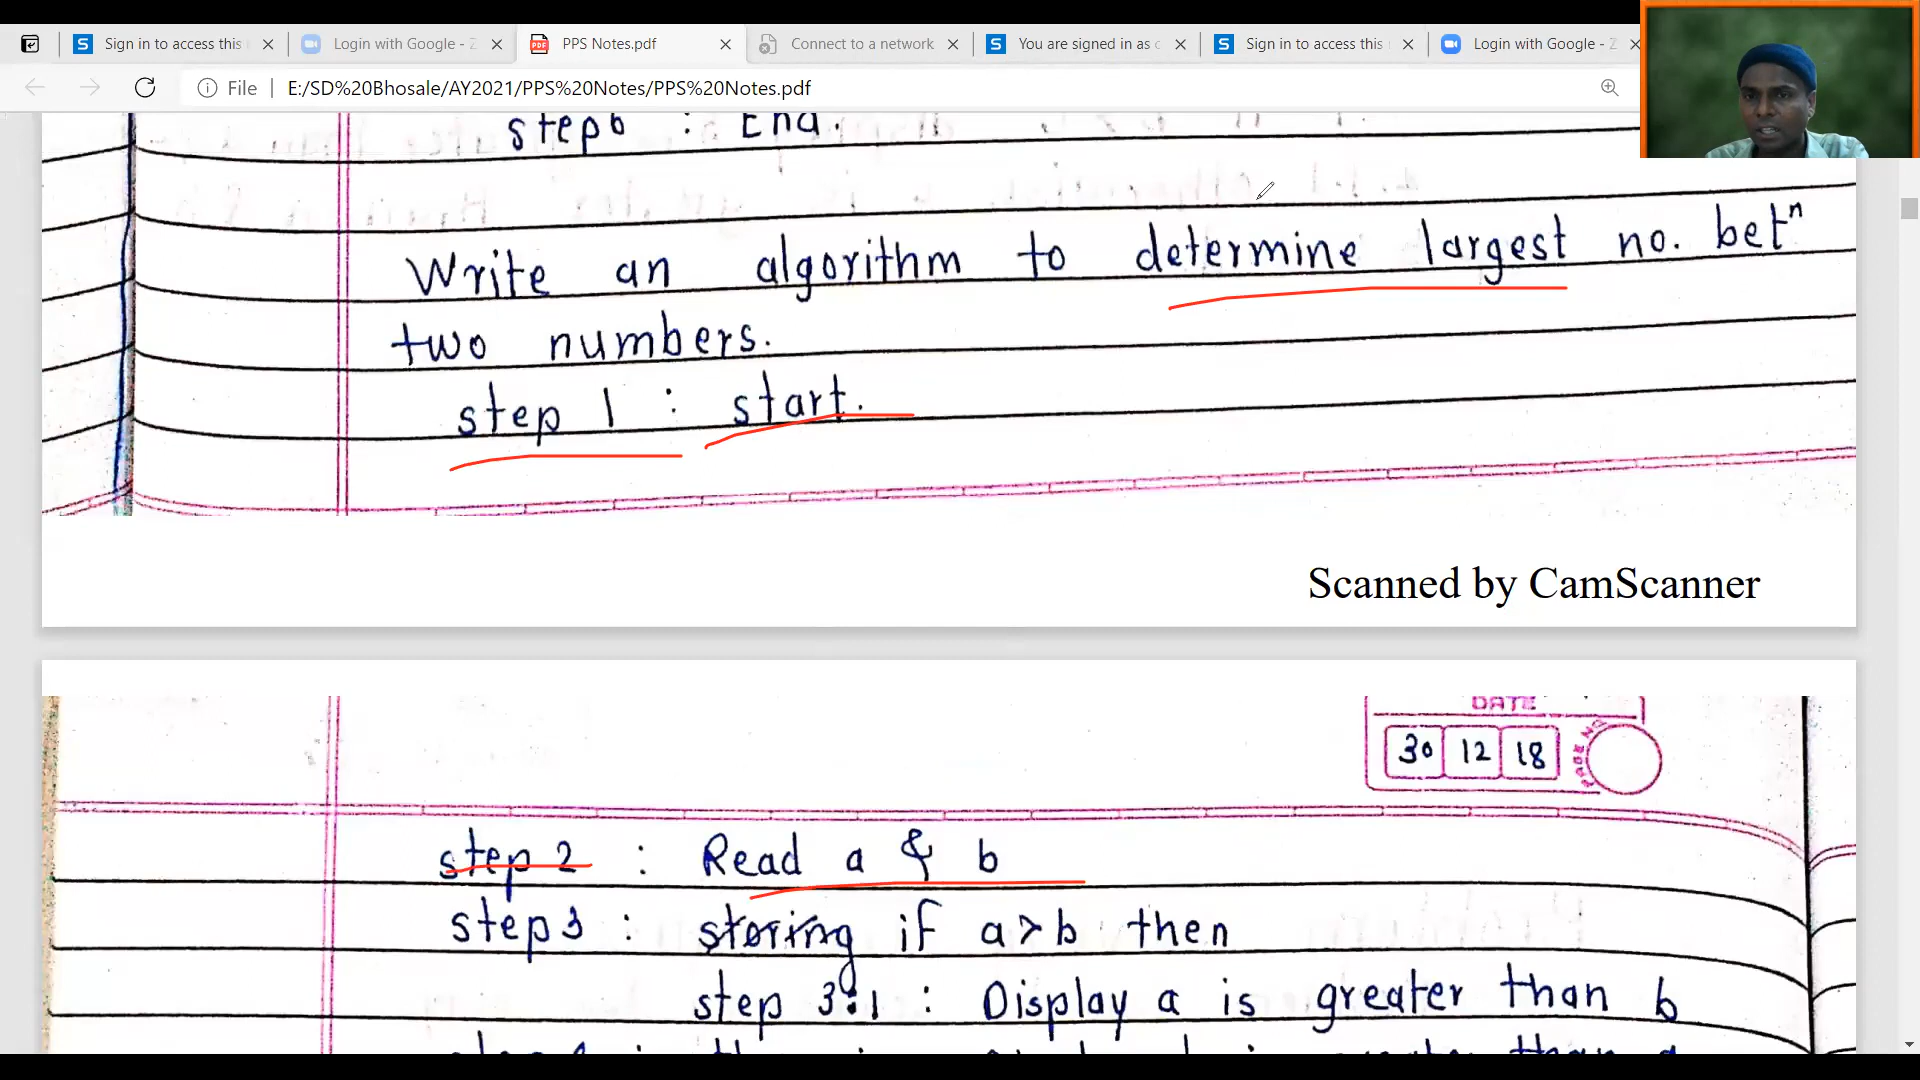 Sign in to access this
Login with Google - Z
PPS Notes.pdf
Connect to a network
You are signed in as c
Sign in to access this
Login with Google - Z
File
E:/SD%20Bhosale/AY2021/PPS%20Notes/PPS%20Notes.pdf
step6 : End.
Write an algorithm to determine largest no. betⁿ
two numbers.
step 1 : start.
Scanned by CamScanner
DATE
30 12 18
PAGE NO
step 2 : Read a & b
step 3 : storing if a>b then
step 3.1 : Display a is greater than b